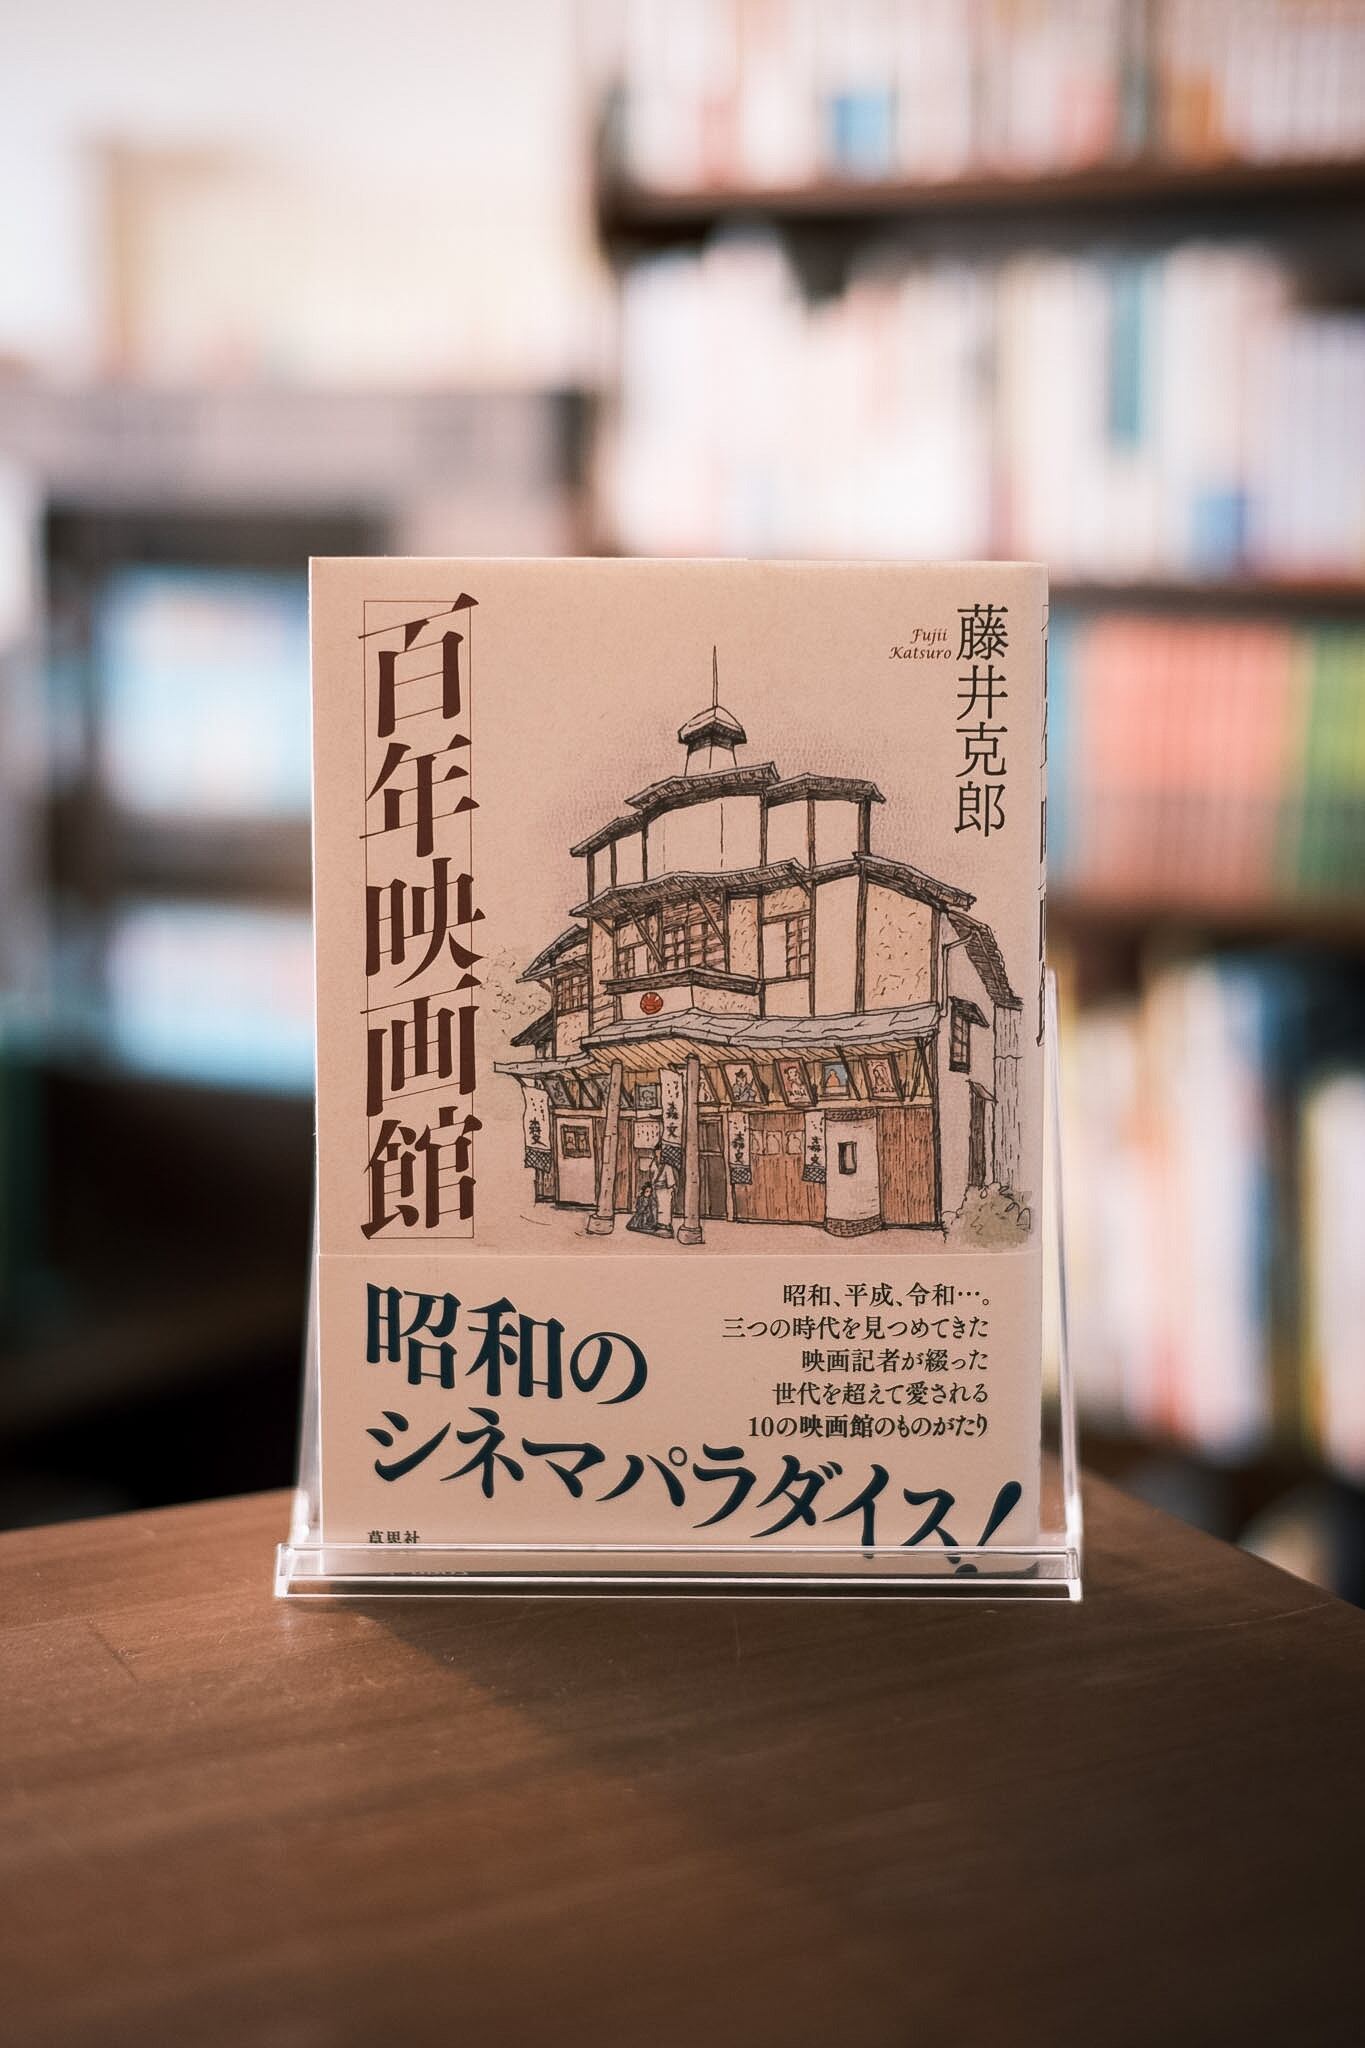 百年映画館
藤井克郎
Fujii
Katsuro
昭和の
シネマパラダイス！
昭和、平成、令和…。
三つの時代を見つめてきた
映画記者が綴った
世代を超えて愛される
10の映画館のものがたり
草思社